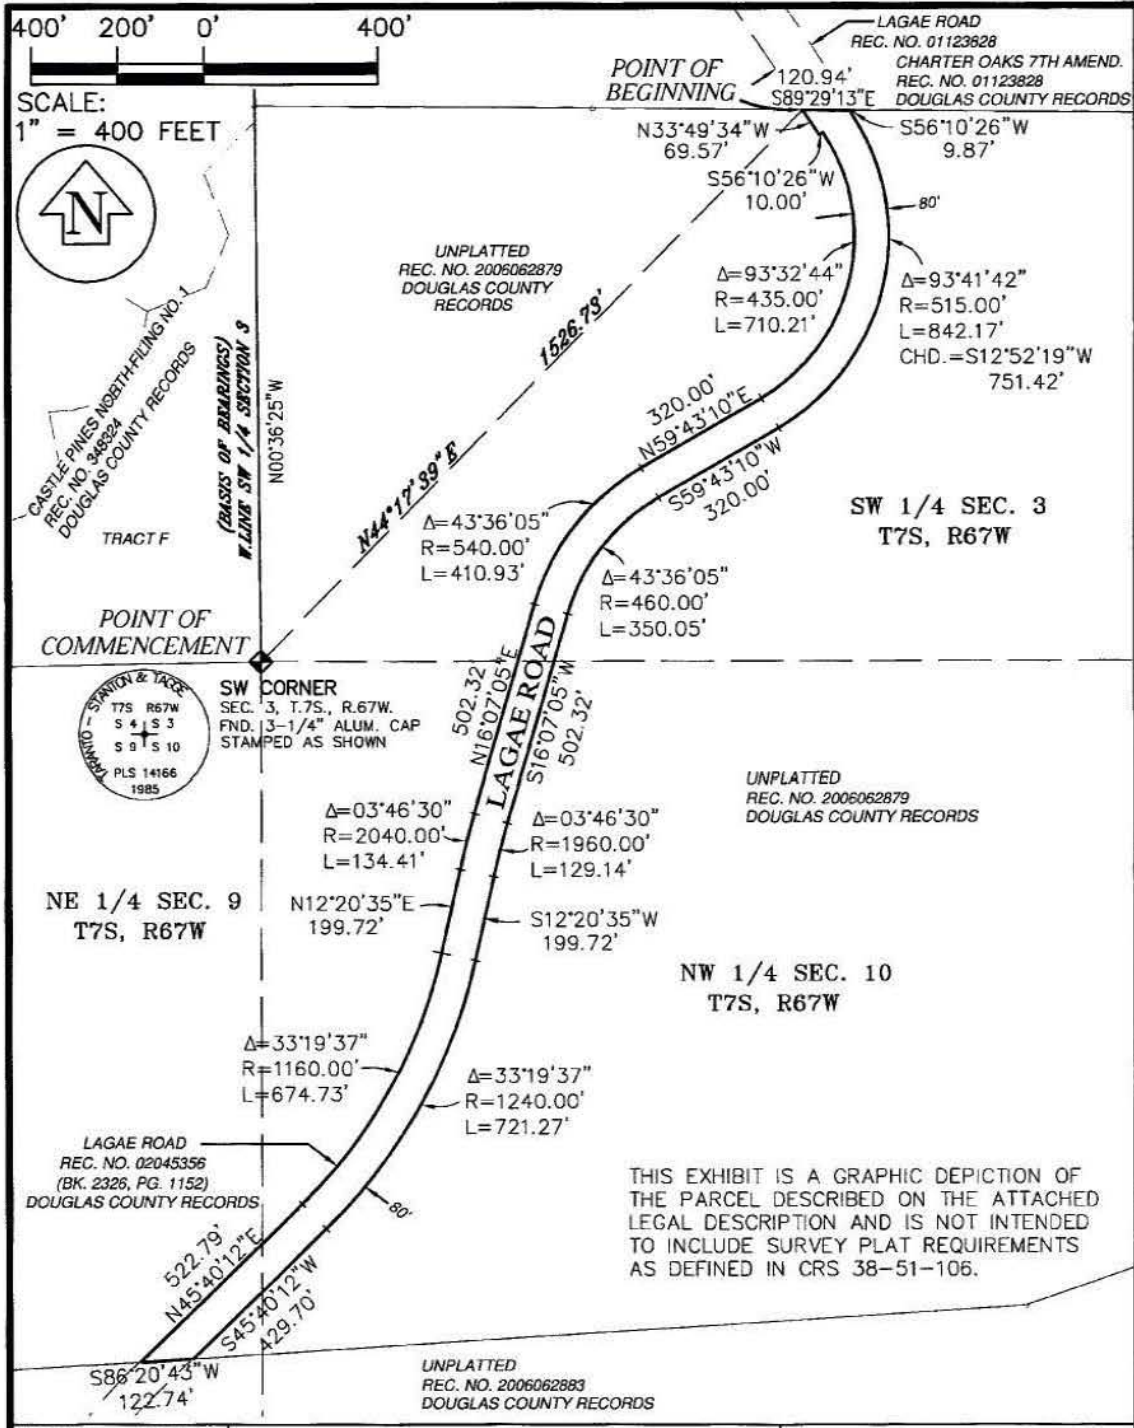 400' 200' 0' 400'
SCALE:
1" = 400 FEET
N
LAGAE ROAD
REC. NO. 01123828
CHARTER OAKS 7TH AMEND.
REC. NO. 01123828
DOUGLAS COUNTY RECORDS
POINT OF
BEGINNING
120.94'
S89°29'13"E
N33°49'34"W
69.57'
S56°10'26"W
9.87'
S56°10'26"W
10.00'
80'
UNPLATTED
REC. NO. 2006062879
DOUGLAS COUNTY
RECORDS
Δ=93°32'44"
R=435.00'
L=710.21'
Δ=93°41'42"
R=515.00'
L=842.17'
CHD.=S12°52'19"W
751.42'
CASTLE PINES NORTH FILING NO. 1
REC. NO. 348324
DOUGLAS COUNTY RECORDS
TRACT F
(BASIS OF BEARINGS)
W.LINE SW 1/4 SECTION 3
N00°36'25"W
1526.73'
N44°17'39"E
320.00'
N59°43'10"E
S59°43'10"W
320.00'
SW 1/4 SEC. 3
T7S, R67W
Δ=43°36'05"
R=540.00'
L=410.93'
Δ=43°36'05"
R=460.00'
L=350.05'
POINT OF
COMMENCEMENT
SW CORNER
SEC. 3, T.7S., R.67W.
FND. 3-1/4" ALUM. CAP
STAMPED AS SHOWN
STANTON & TAGGE
T7S R67W
S 4 S 3
S 9 S 10
PLS 14166
1985
502.32'
N16°07'05"E
LAGAE ROAD
S16°07'05"W
502.32'
UNPLATTED
REC. NO. 2006062879
DOUGLAS COUNTY RECORDS
Δ=03°46'30"
R=2040.00'
L=134.41'
Δ=03°46'30"
R=1960.00'
L=129.14'
NE 1/4 SEC. 9
T7S, R67W
N12°20'35"E
199.72'
S12°20'35"W
199.72'
NW 1/4 SEC. 10
T7S, R67W
Δ=33°19'37"
R=1160.00'
L=674.73'
Δ=33°19'37"
R=1240.00'
L=721.27'
LAGAE ROAD
REC. NO. 02045356
(BK. 2326, PG. 1152)
DOUGLAS COUNTY RECORDS
80'
THIS EXHIBIT IS A GRAPHIC DEPICTION OF
THE PARCEL DESCRIBED ON THE ATTACHED
LEGAL DESCRIPTION AND IS NOT INTENDED
TO INCLUDE SURVEY PLAT REQUIREMENTS
AS DEFINED IN CRS 38-51-106.
522.79'
N45°40'12"E
S45°40'12"W
429.70'
S86°20'43"W
122.74'
UNPLATTED
REC. NO. 2006062883
DOUGLAS COUNTY RECORDS